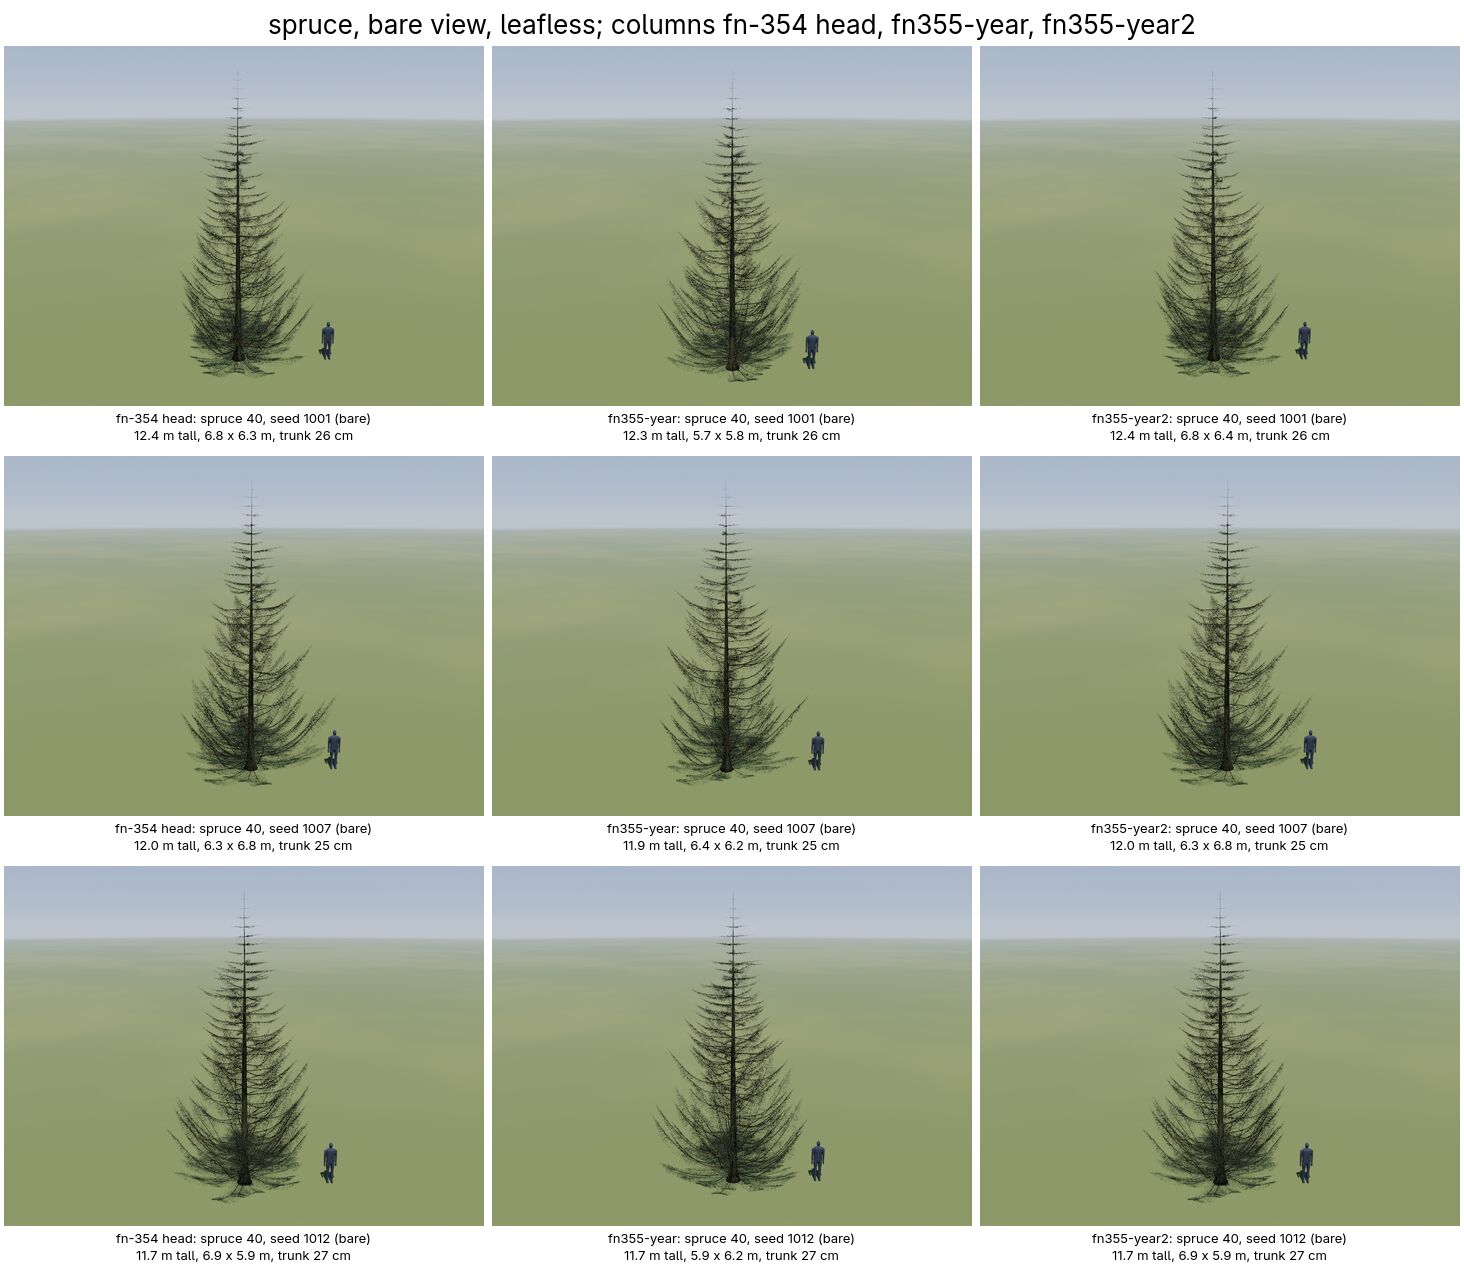 spruce, bare view, leafless; columns fn-354 head, fn355-year, fn355-year2
fn-354 head: spruce 40, seed 1001 (bare)
12.4 m tall, 6.8 x 6.3 m, trunk 26 cm
fn355-year: spruce 40, seed 1001 (bare)
12.3 m tall, 5.7 x 5.8 m, trunk 26 cm
fn355-year2: spruce 40, seed 1001 (bare)
12.4 m tall, 6.8 x 6.4 m, trunk 26 cm
fn-354 head: spruce 40, seed 1007 (bare)
12.0 m tall, 6.3 x 6.8 m, trunk 25 cm
fn355-year: spruce 40, seed 1007 (bare)
11.9 m tall, 6.4 x 6.2 m, trunk 25 cm
fn355-year2: spruce 40, seed 1007 (bare)
12.0 m tall, 6.3 x 6.8 m, trunk 25 cm
fn-354 head: spruce 40, seed 1012 (bare)
11.7 m tall, 6.9 x 5.9 m, trunk 27 cm
fn355-year: spruce 40, seed 1012 (bare)
11.7 m tall, 5.9 x 6.2 m, trunk 27 cm
fn355-year2: spruce 40, seed 1012 (bare)
11.7 m tall, 6.9 x 5.9 m, trunk 27 cm